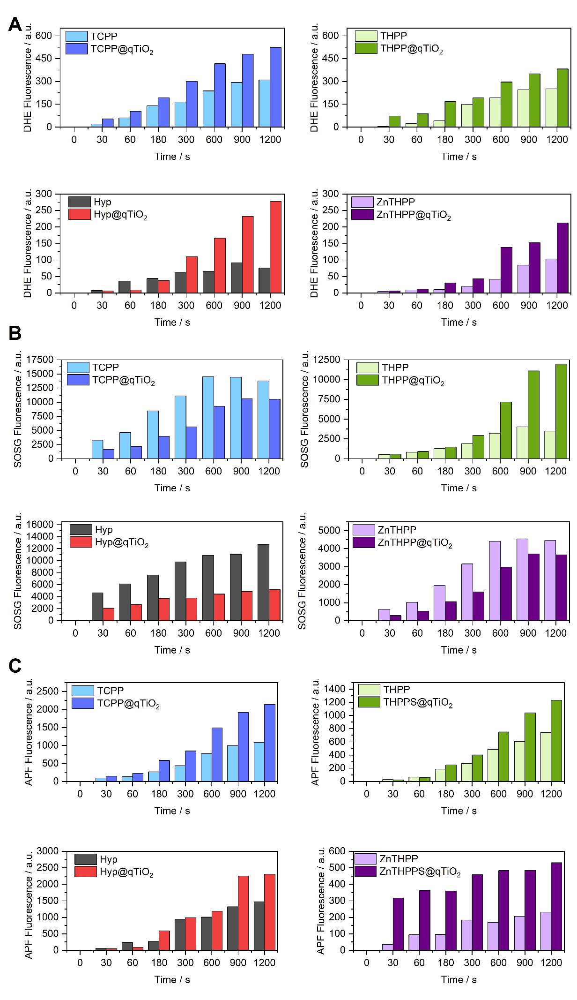 A
DHE Fluorescence / a.u.
600
450
300
150
0
TCPP
TCPP@qTiO₂
0 30 60 180 300 600 900 1200
Time / s
DHE Fluorescence / a.u.
600
450
300
150
0
THPP
THPP@qTiO₂
0 30 60 180 300 600 900 1200
Time / s
DHE Fluorescence / a.u.
300
250
200
150
100
50
0
Hyp
Hyp@qTiO₂
0 30 60 180 300 600 900 1200
Time / s
DHE Fluorescence / a.u.
300
250
200
150
100
50
0
ZnTHPP
ZnTHPP@qTiO₂
0 30 60 180 300 600 900 1200
Time / s
B
SOSG Fluorescence / a.u.
17500
15000
12500
10000
7500
5000
2500
0
TCPP
TCPP@qTiO₂
0 30 60 180 300 600 900 1200
Time / s
SOSG Fluorescence / a.u.
12500
10000
7500
5000
2500
0
THPP
THPP@qTiO₂
0 30 60 180 300 600 900 1200
Time / s
SOSG Fluorescence / a.u.
16000
14000
12000
10000
8000
6000
4000
2000
0
Hyp
Hyp@qTiO₂
0 30 60 180 300 600 900 1200
Time / s
SOSG Fluorescence / a.u.
5000
4000
3000
2000
1000
0
ZnTHPP
ZnTHPP@qTiO₂
0 30 60 180 300 600 900 1200
Time / s
C
APF Fluorescence / a.u.
2500
2000
1500
1000
500
0
TCPP
TCPP@qTiO₂
0 30 60 180 300 600 900 1200
Time / s
APF Fluorescence / a.u.
1400
1200
1000
800
600
400
200
0
THPP
THPPS@qTiO₂
0 30 60 180 300 600 900 1200
Time / s
APF Fluorescence / a.u.
3000
2500
2000
1500
1000
500
0
Hyp
Hyp@qTiO₂
0 30 60 180 300 600 900 1200
Time / s
APF Fluorescence / a.u.
600
500
400
300
200
100
0
ZnTHPP
ZnTHPPS@qTiO₂
0 30 60 180 300 600 900 1200
Time / s